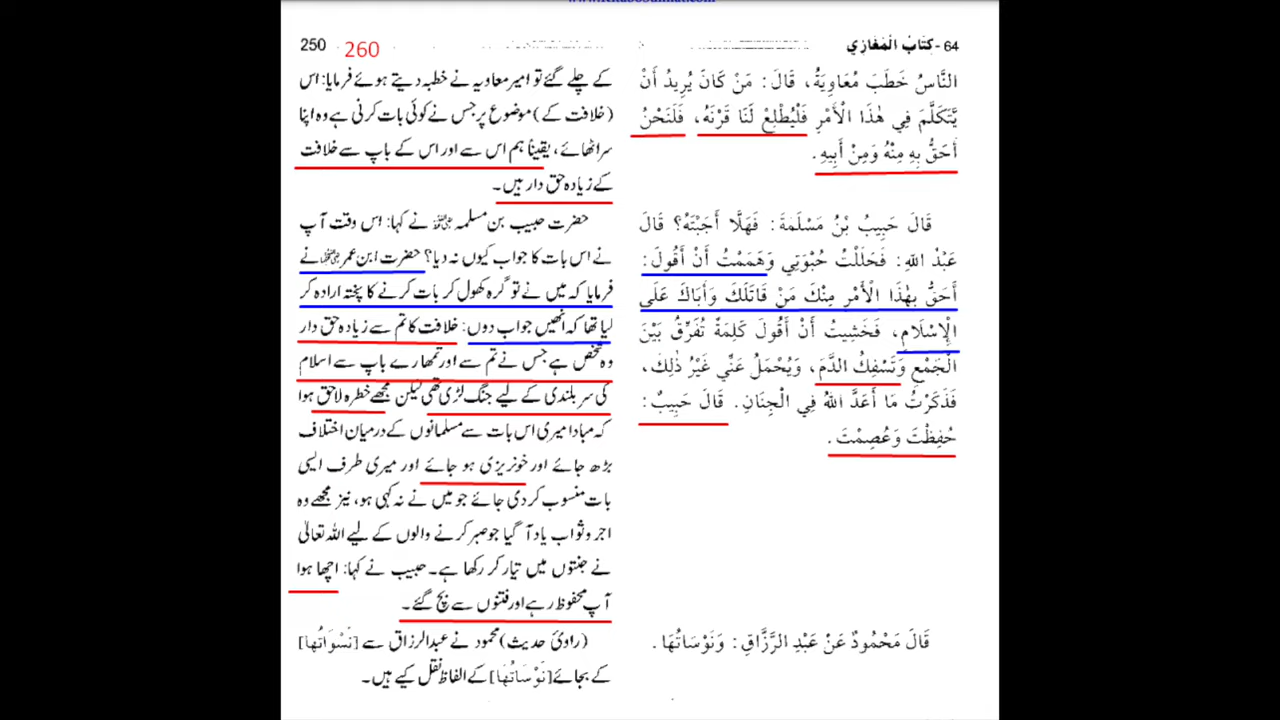 64-كتاب المغازي
250
260
النَّاسُ خَطَبَ مُعَاوِيَةُ، قَالَ: مَنْ كَانَ يُرِيدُ أَنْ
يَّتَكَلَّمَ فِي هٰذَا الْأَمْرِ فَلْيُطْلِعْ لَنَا قَرْنَهُ، فَلَنَحْنُ
أَحَقُّ بِهِ مِنْهُ وَمِنْ أَبِيهِ.
قَالَ حَبِيبُ بْنُ مَسْلَمَةَ: فَهَلَّا أَجَبْتَهُ؟ قَالَ
عَبْدُ اللهِ: فَحَلَلْتُ حُبْوَتِي وَهَمَمْتُ أَنْ أَقُولَ:
أَحَقُّ بِهٰذَا الْأَمْرِ مِنْكَ مَنْ قَاتَلَكَ وَأَبَاكَ عَلَى
الْإِسْلَامِ، فَخَشِيتُ أَنْ أَقُولَ كَلِمَةً تُفَرِّقُ بَيْنَ
الْجَمْعِ وَتَسْفِكُ الدَّمَ، وَيُحْمَلُ عَنِّي غَيْرُ ذٰلِكَ،
فَذَكَرْتُ مَا أَعَدَّ اللهُ فِي الْجِنَانِ. قَالَ حَبِيبٌ:
حُفِظْتَ وَعُصِمْتَ.
قَالَ مَحْمُودٌ عَنْ عَبْدِ الرَّزَّاقِ: وَنَوْسَاتُهَا.
کے چلے گئے تو امیر معاویہ نے خطبہ دیتے ہوئے فرمایا: اس
(خلافت کے) موضوع پر جس نے کوئی بات کرنی ہے وہ اپنا
سر اٹھائے، یقیناً ہم اس سے اور اس کے باپ سے خلافت
کے زیادہ حق دار ہیں۔
حضرت حبیب بن مسلمہ ؓ نے کہا: اس وقت آپ
نے اس بات کا جواب کیوں نہ دیا؟ حضرت ابن عمر ؓ نے
فرمایا کہ میں نے تو گرہ کھول کر بات کرنے کا پختہ ارادہ کر
لیا تھا کہ انھیں جواب دوں: خلافت کا تم سے زیادہ حق دار
وہ شخص ہے جس نے تم سے اور تمھارے باپ سے اسلام
کی سربلندی کے لیے جنگ لڑی تھی لیکن مجھے خطرہ لاحق ہوا
کہ مبادا میری اس بات سے مسلمانوں کے درمیان اختلاف
بڑھ جائے اور خونریزی ہو جائے اور میری طرف ایسی
بات منسوب کر دی جائے جو میں نے نہ کہی ہو، نیز مجھے وہ
اجر و ثواب یاد آ گیا جو صبر کرنے والوں کے لیے اللہ تعالیٰ
نے جنتوں میں تیار کر رکھا ہے۔ حبیب نے کہا: اچھا ہوا
آپ محفوظ رہے اور فتنوں سے بچ گئے۔
(راویٔ حدیث) محمود نے عبدالرزاق سے [نَسْوَاتُهَا]
کے بجائے [نَوْسَاتُهَا] کے الفاظ نقل کیے ہیں۔